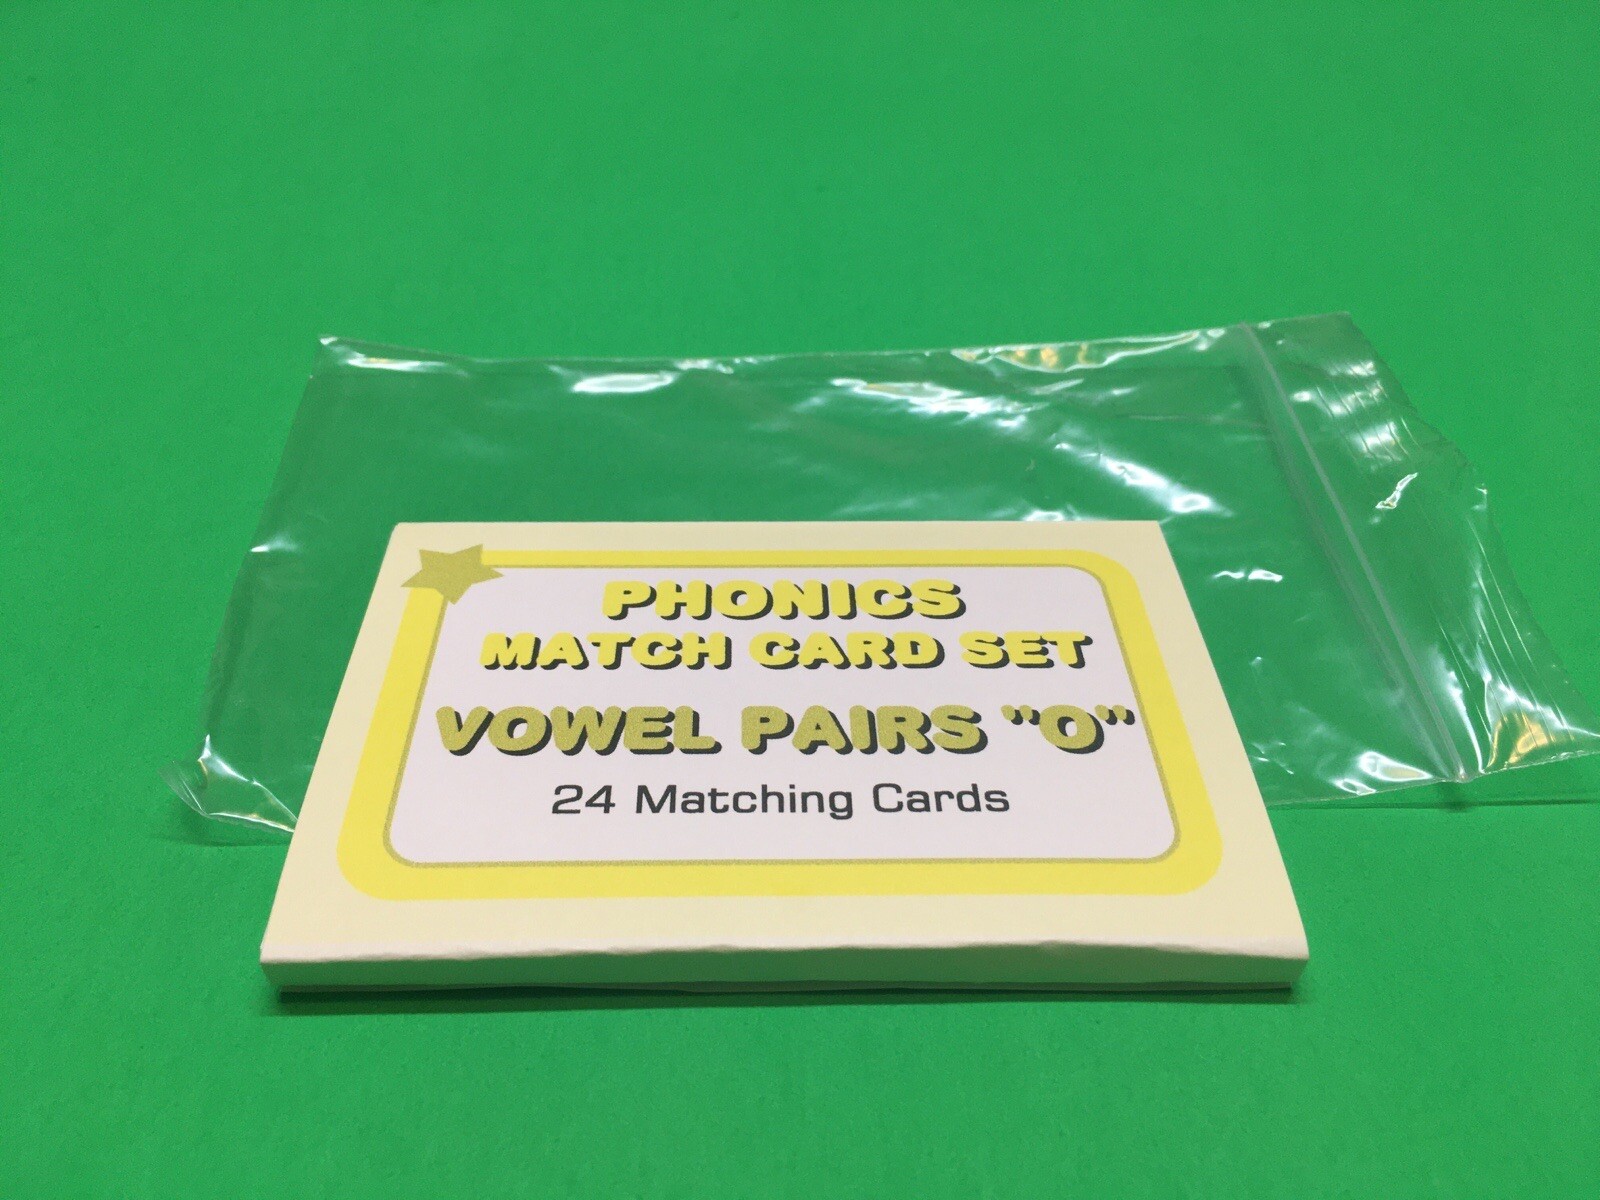 PHONICS
MATCH CARD SET
VOWEL PAIRS "O"
24 Matching Cards